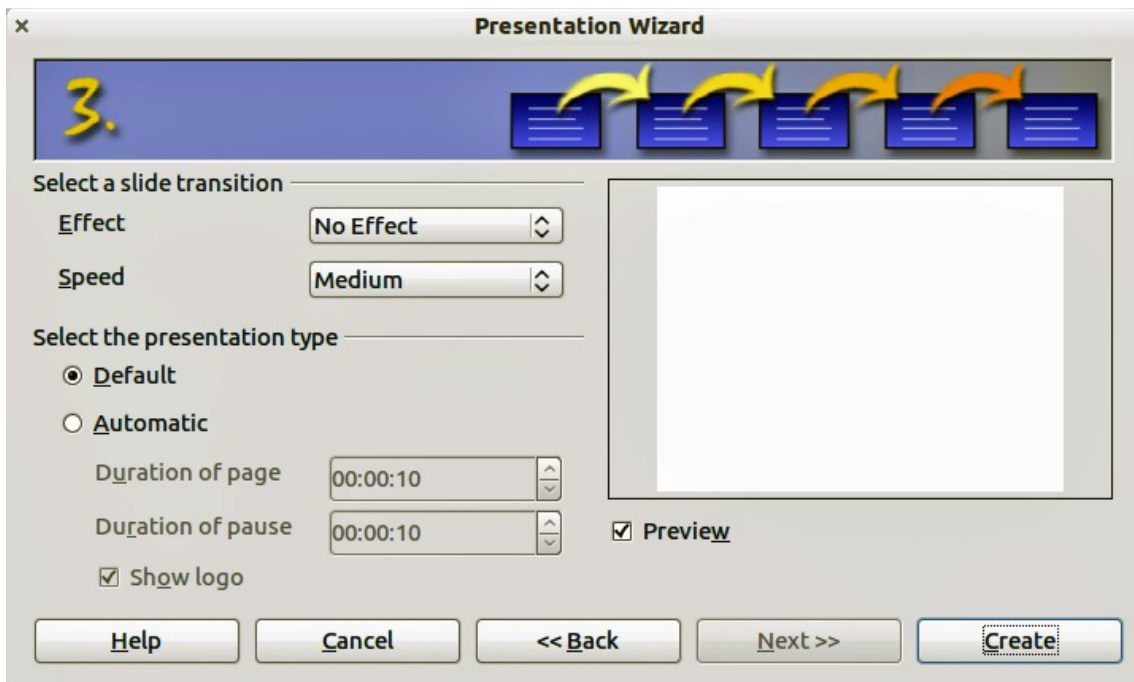 Presentation Wizard
3.
Select a slide transition
Effect
No Effect
Speed
Medium
Select the presentation type
Default
Automatic
Duration of page
00:00:10
Duration of pause
00:00:10
Show logo
Preview
Help
Cancel
<< Back
Next >>
Create